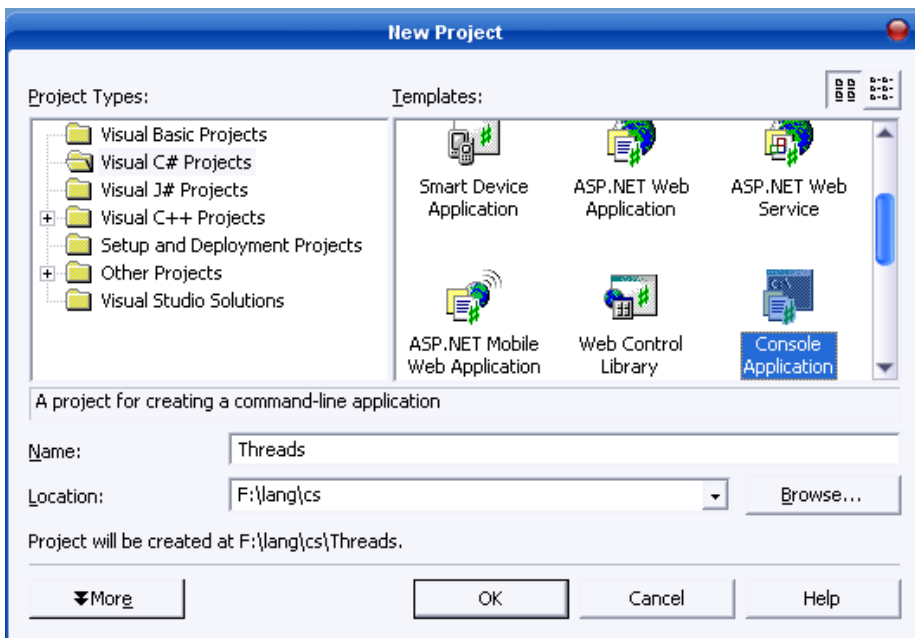 New Project
Project Types:
Templates:
Visual Basic Projects
Visual C# Projects
Visual J# Projects
Visual C++ Projects
Setup and Deployment Projects
Other Projects
Visual Studio Solutions
Smart Device
Application
ASP.NET Web
Application
ASP.NET Web
Service
ASP.NET Mobile
Web Application
Web Control
Library
Console
Application
A project for creating a command-line application
Name:
Threads
Location:
F:\lang\cs
Browse...
Project will be created at F:\lang\cs\Threads.
More
OK
Cancel
Help